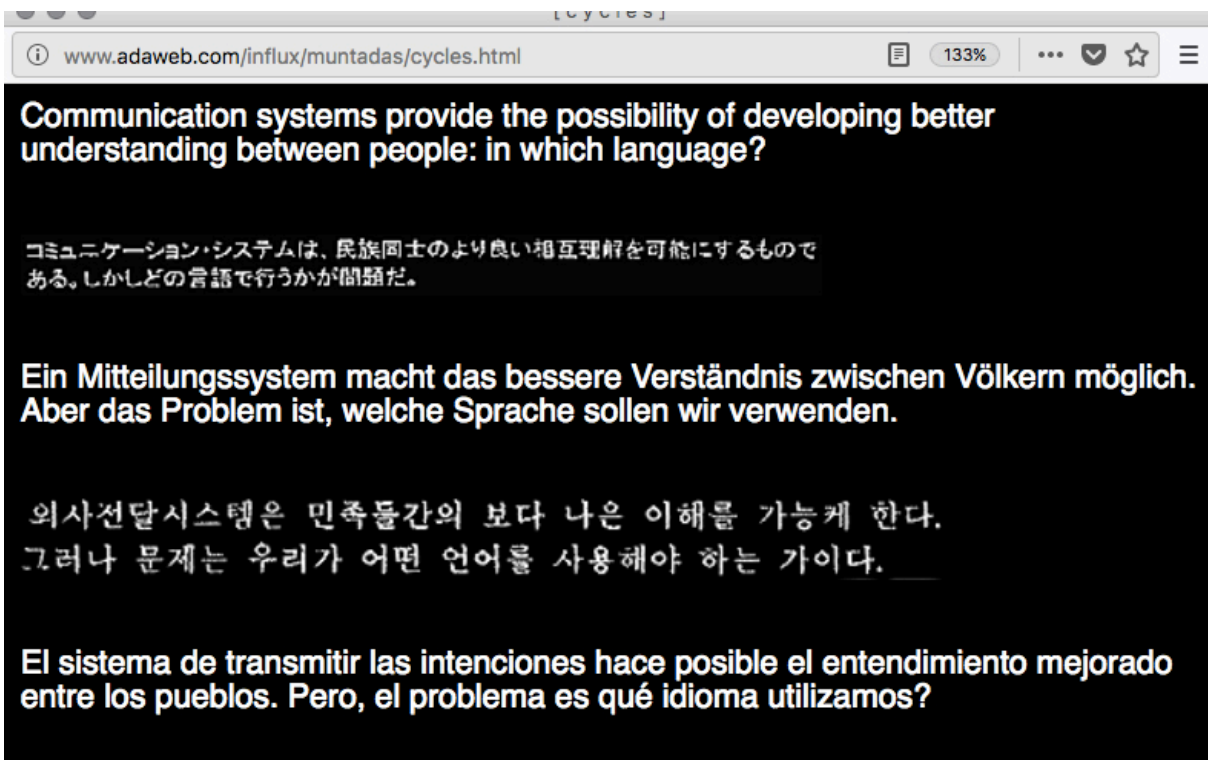 [cycles]
www.adaweb.com/influx/muntadas/cycles.html 133%
Communication systems provide the possibility of developing better
understanding between people: in which language?
コミュニケーション・システムは、民族同士のより良い相互理解を可能にするもので
ある。しかしどの言語で行うかが問題だ。
Ein Mitteilungssystem macht das bessere Verständnis zwischen Völkern möglich.
Aber das Problem ist, welche Sprache sollen wir verwenden.
의사전달시스템은 민족들간의 보다 나은 이해를 가능케 한다.
그러나 문제는 우리가 어떤 언어를 사용해야 하는 가이다.
El sistema de transmitir las intenciones hace posible el entendimiento mejorado
entre los pueblos. Pero, el problema es qué idioma utilizamos?